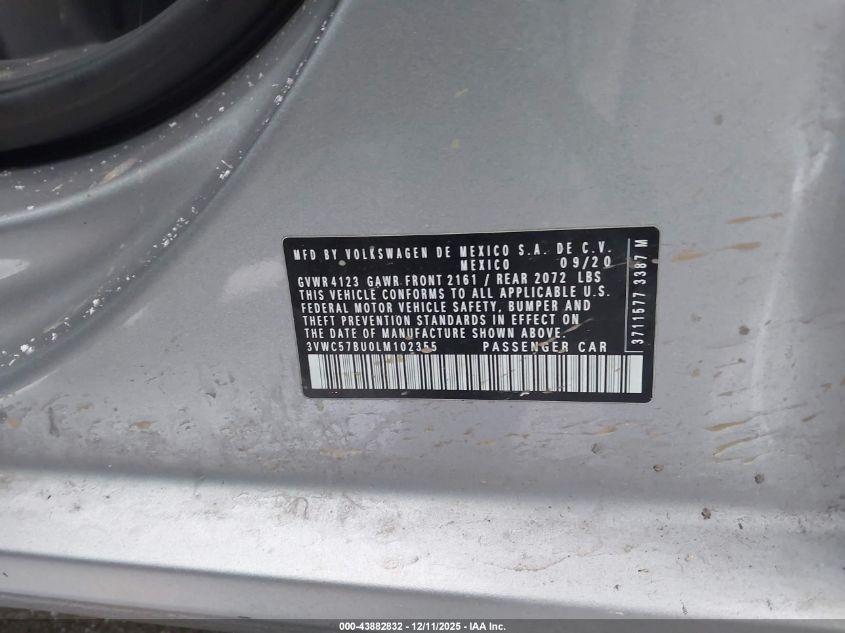 MFD BY VOLKSWAGEN DE MEXICO S.A. DE C.V.
MEXICO 09/20
GVWR 4123 GAWR FRONT 2161 / REAR 2072 LBS
THIS VEHICLE CONFORMS TO ALL APPLICABLE U.S.
FEDERAL MOTOR VEHICLE SAFETY, BUMPER AND
THEFT PREVENTION STANDARDS IN EFFECT ON
THE DATE OF MANUFACTURE SHOWN ABOVE.
3VWC57BU0LM102355 PASSENGER CAR
3711577 3387 M
000-43882832 - 12/11/2025 - IAA Inc.